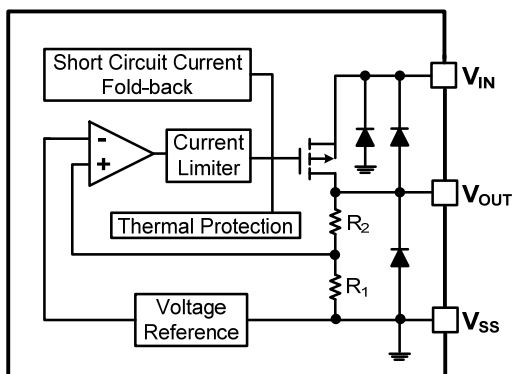 Short Circuit Current
Fold-back
V_IN
-
+
Current
Limiter
V_OUT
R_2
Thermal Protection
R_1
Voltage
Reference
V_SS